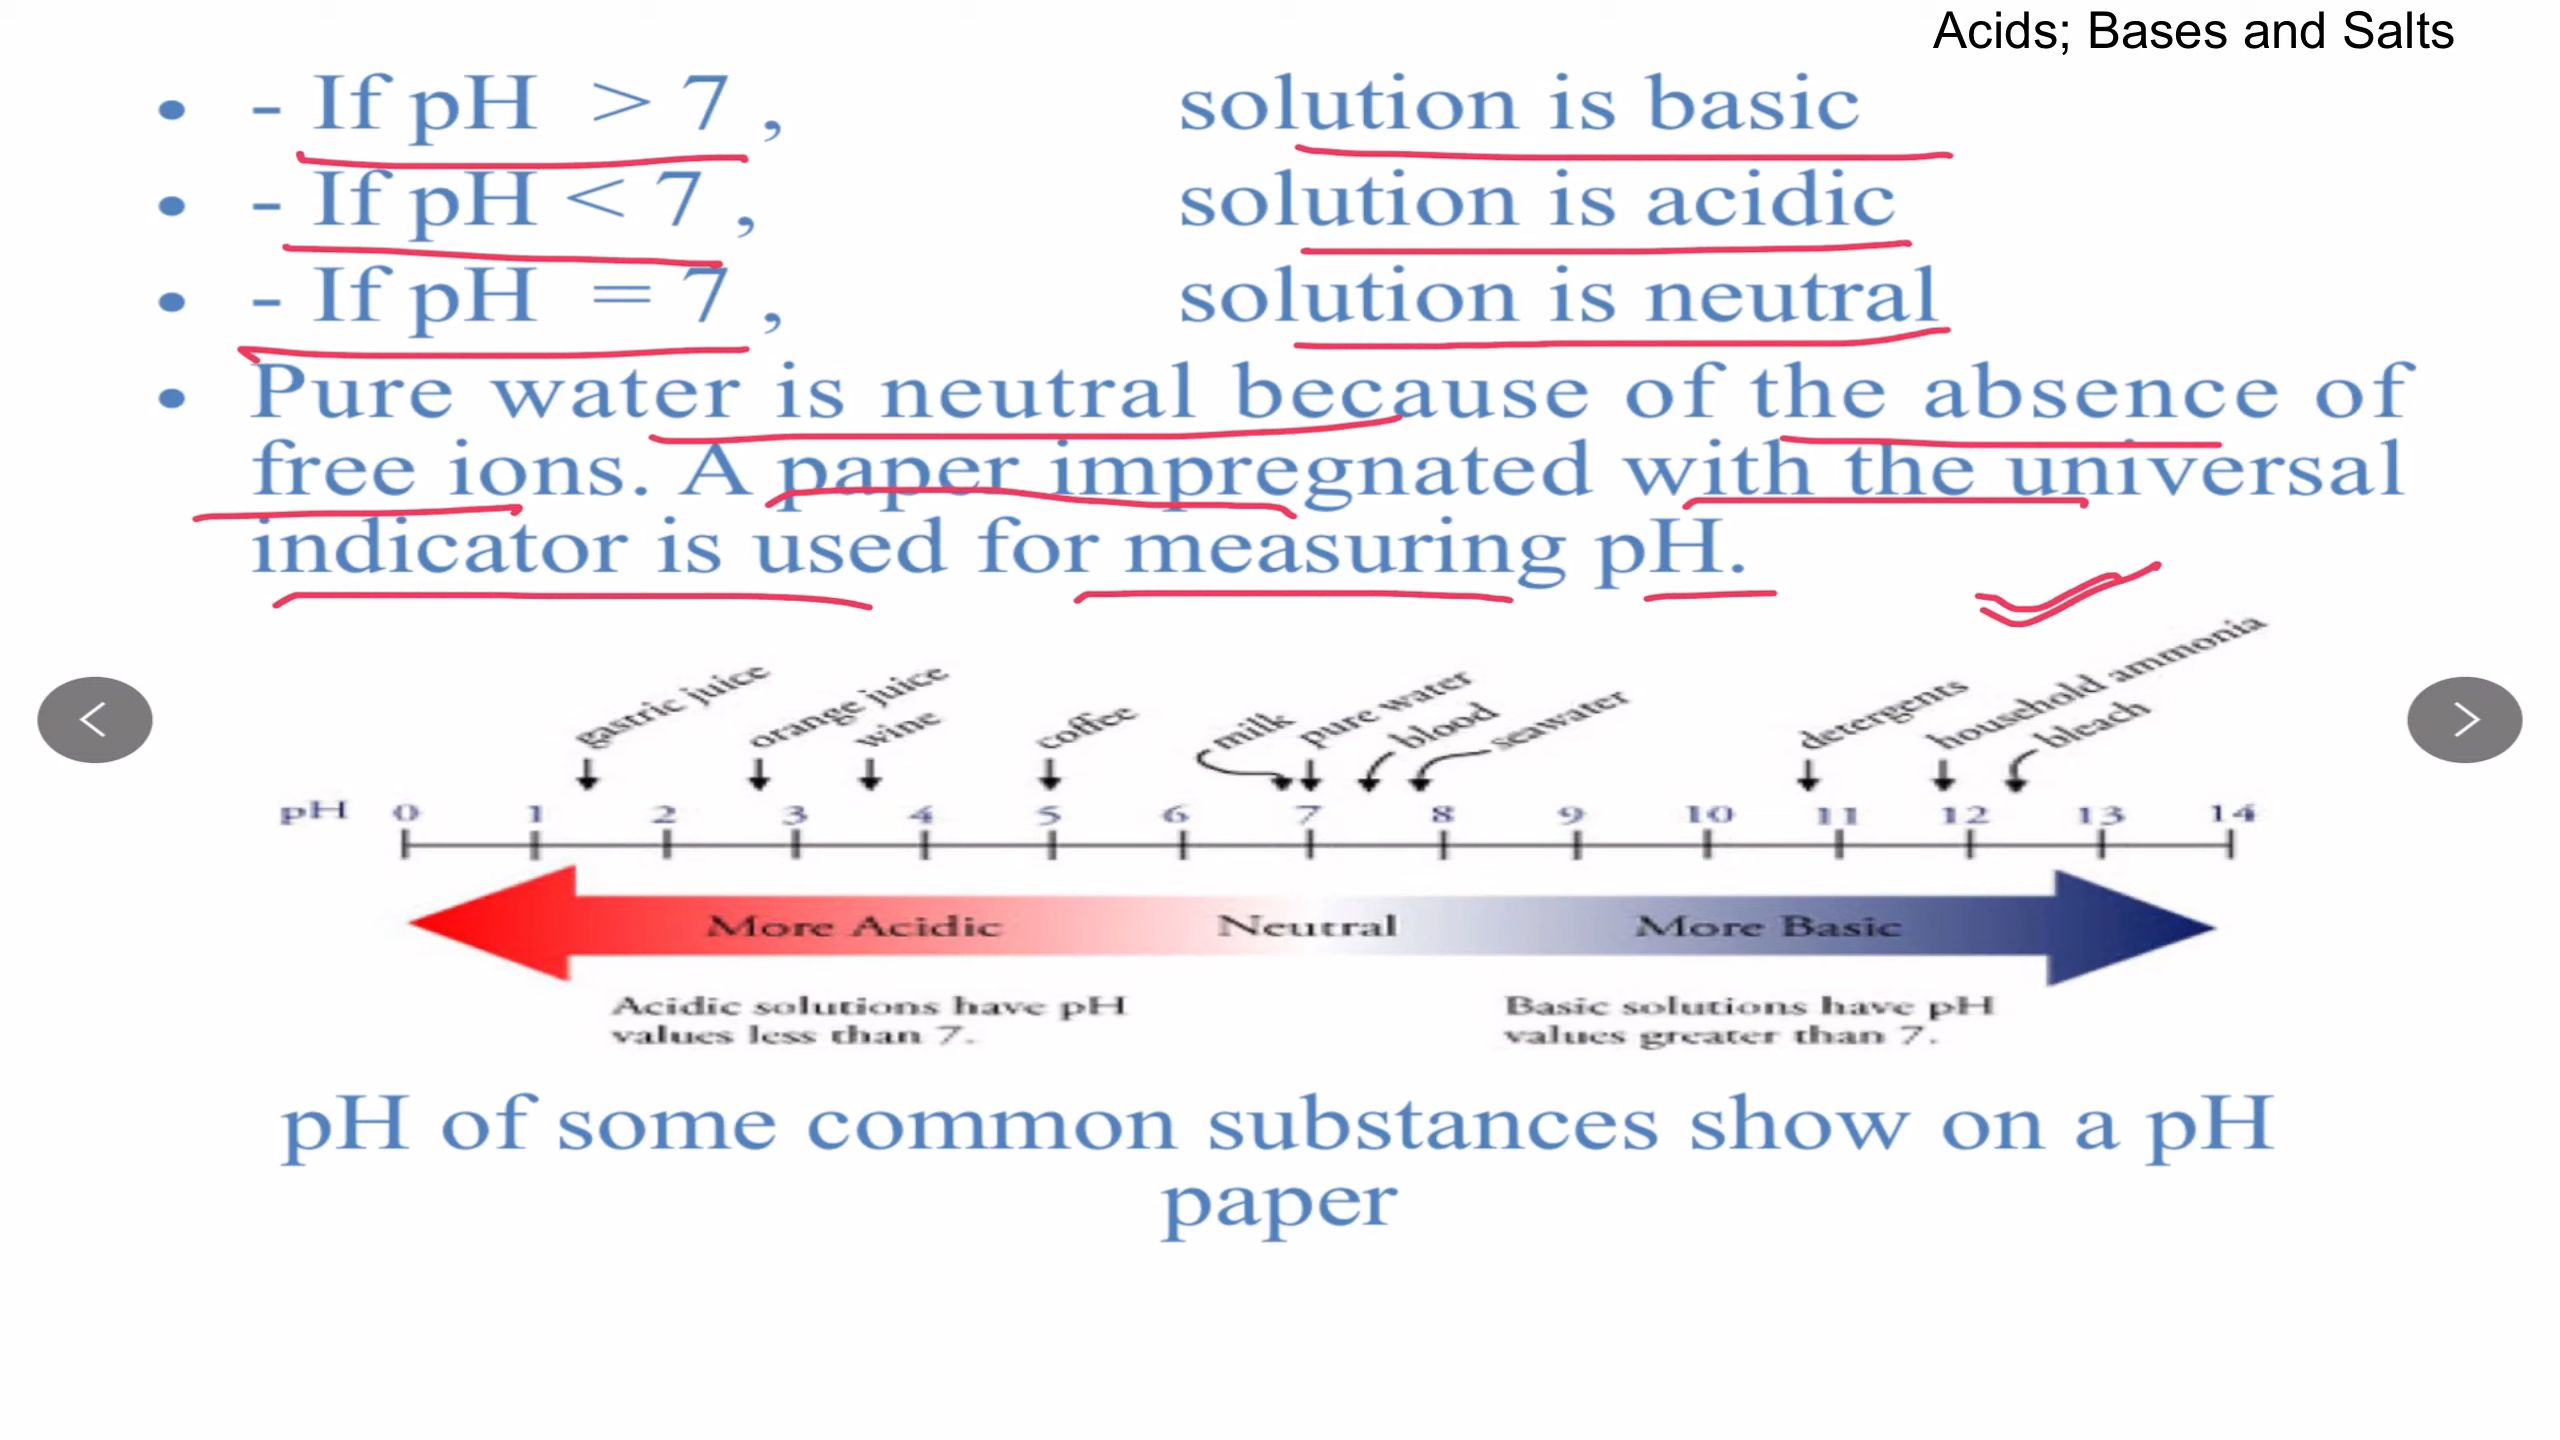 Acids; Bases and Salts
• - If pH > 7 , solution is basic
• - If pH < 7 , solution is acidic
• - If pH = 7 , solution is neutral
• Pure water is neutral because of the absence of
free ions. A paper impregnated with the universal
indicator is used for measuring pH.
gastric juice orange juice wine coffee milk pure water blood seawater detergents household ammonia bleach
pH 0 1 2 3 4 5 6 7 8 9 10 11 12 13 14
More Acidic Neutral More Basic
Acidic solutions have pH Basic solutions have pH
values less than 7. values greater than 7.
pH of some common substances show on a pH
paper